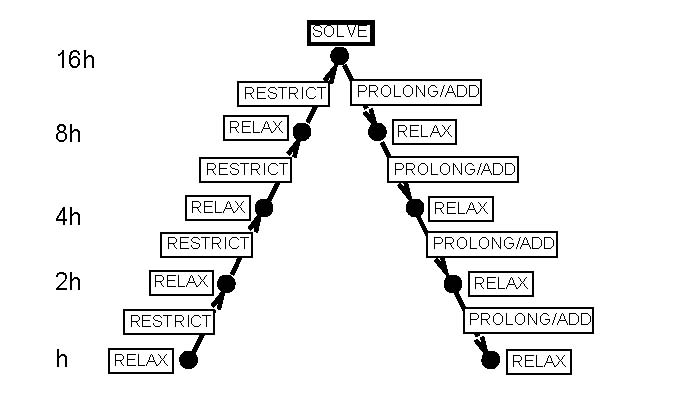 SOLVE
16h
RESTRICT PROLONG/ADD
8h RELAX RELAX
RESTRICT PROLONG/ADD
4h RELAX RELAX
RESTRICT PROLONG/ADD
2h RELAX RELAX
RESTRICT PROLONG/ADD
h RELAX RELAX